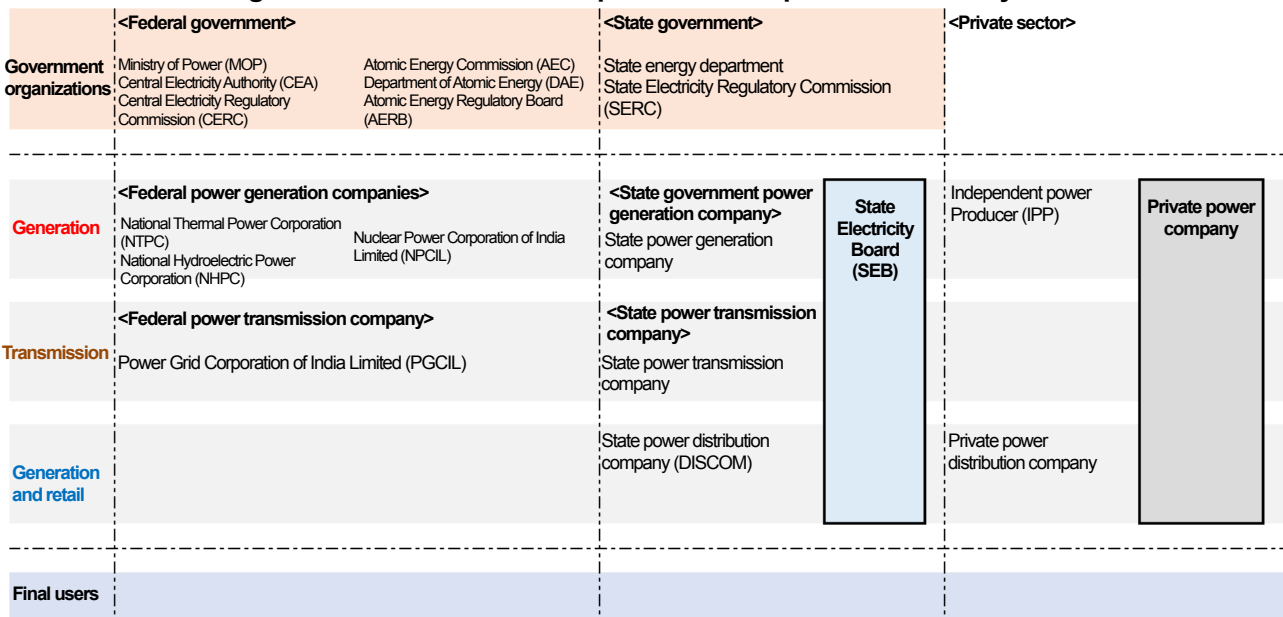 <Federal government>
<State government>
<Private sector>
Government
organizations
Ministry of Power (MOP)
Central Electricity Authority (CEA)
Central Electricity Regulatory
Commission (CERC)
Atomic Energy Commission (AEC)
Department of Atomic Energy (DAE)
Atomic Energy Regulatory Board
(AERB)
State energy department
State Electricity Regulatory Commission
(SERC)
Generation
<Federal power generation companies>
National Thermal Power Corporation
(NTPC)
National Hydroelectric Power
Corporation (NHPC)
Nuclear Power Corporation of India
Limited (NPCIL)
<State government power
generation company>
State power generation
company
State
Electricity
Board
(SEB)
Independent power
Producer (IPP)
Private power
company
Transmission
<Federal power transmission company>
Power Grid Corporation of India Limited (PGCIL)
<State power transmission
company>
State power transmission
company
Generation
and retail
State power distribution
company (DISCOM)
Private power
distribution company
Final users